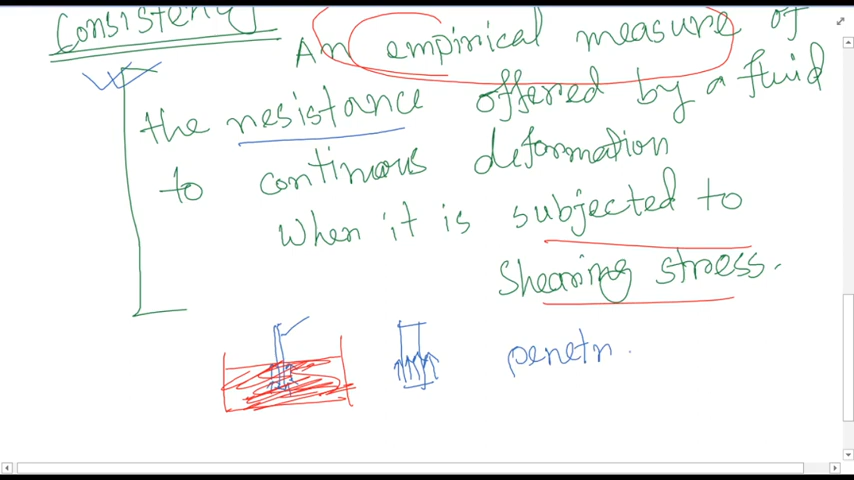 Consistency
An empirical measure of
the resistance offered by a fluid
to continuous deformation
when it is subjected to
shearing stress.
penetr